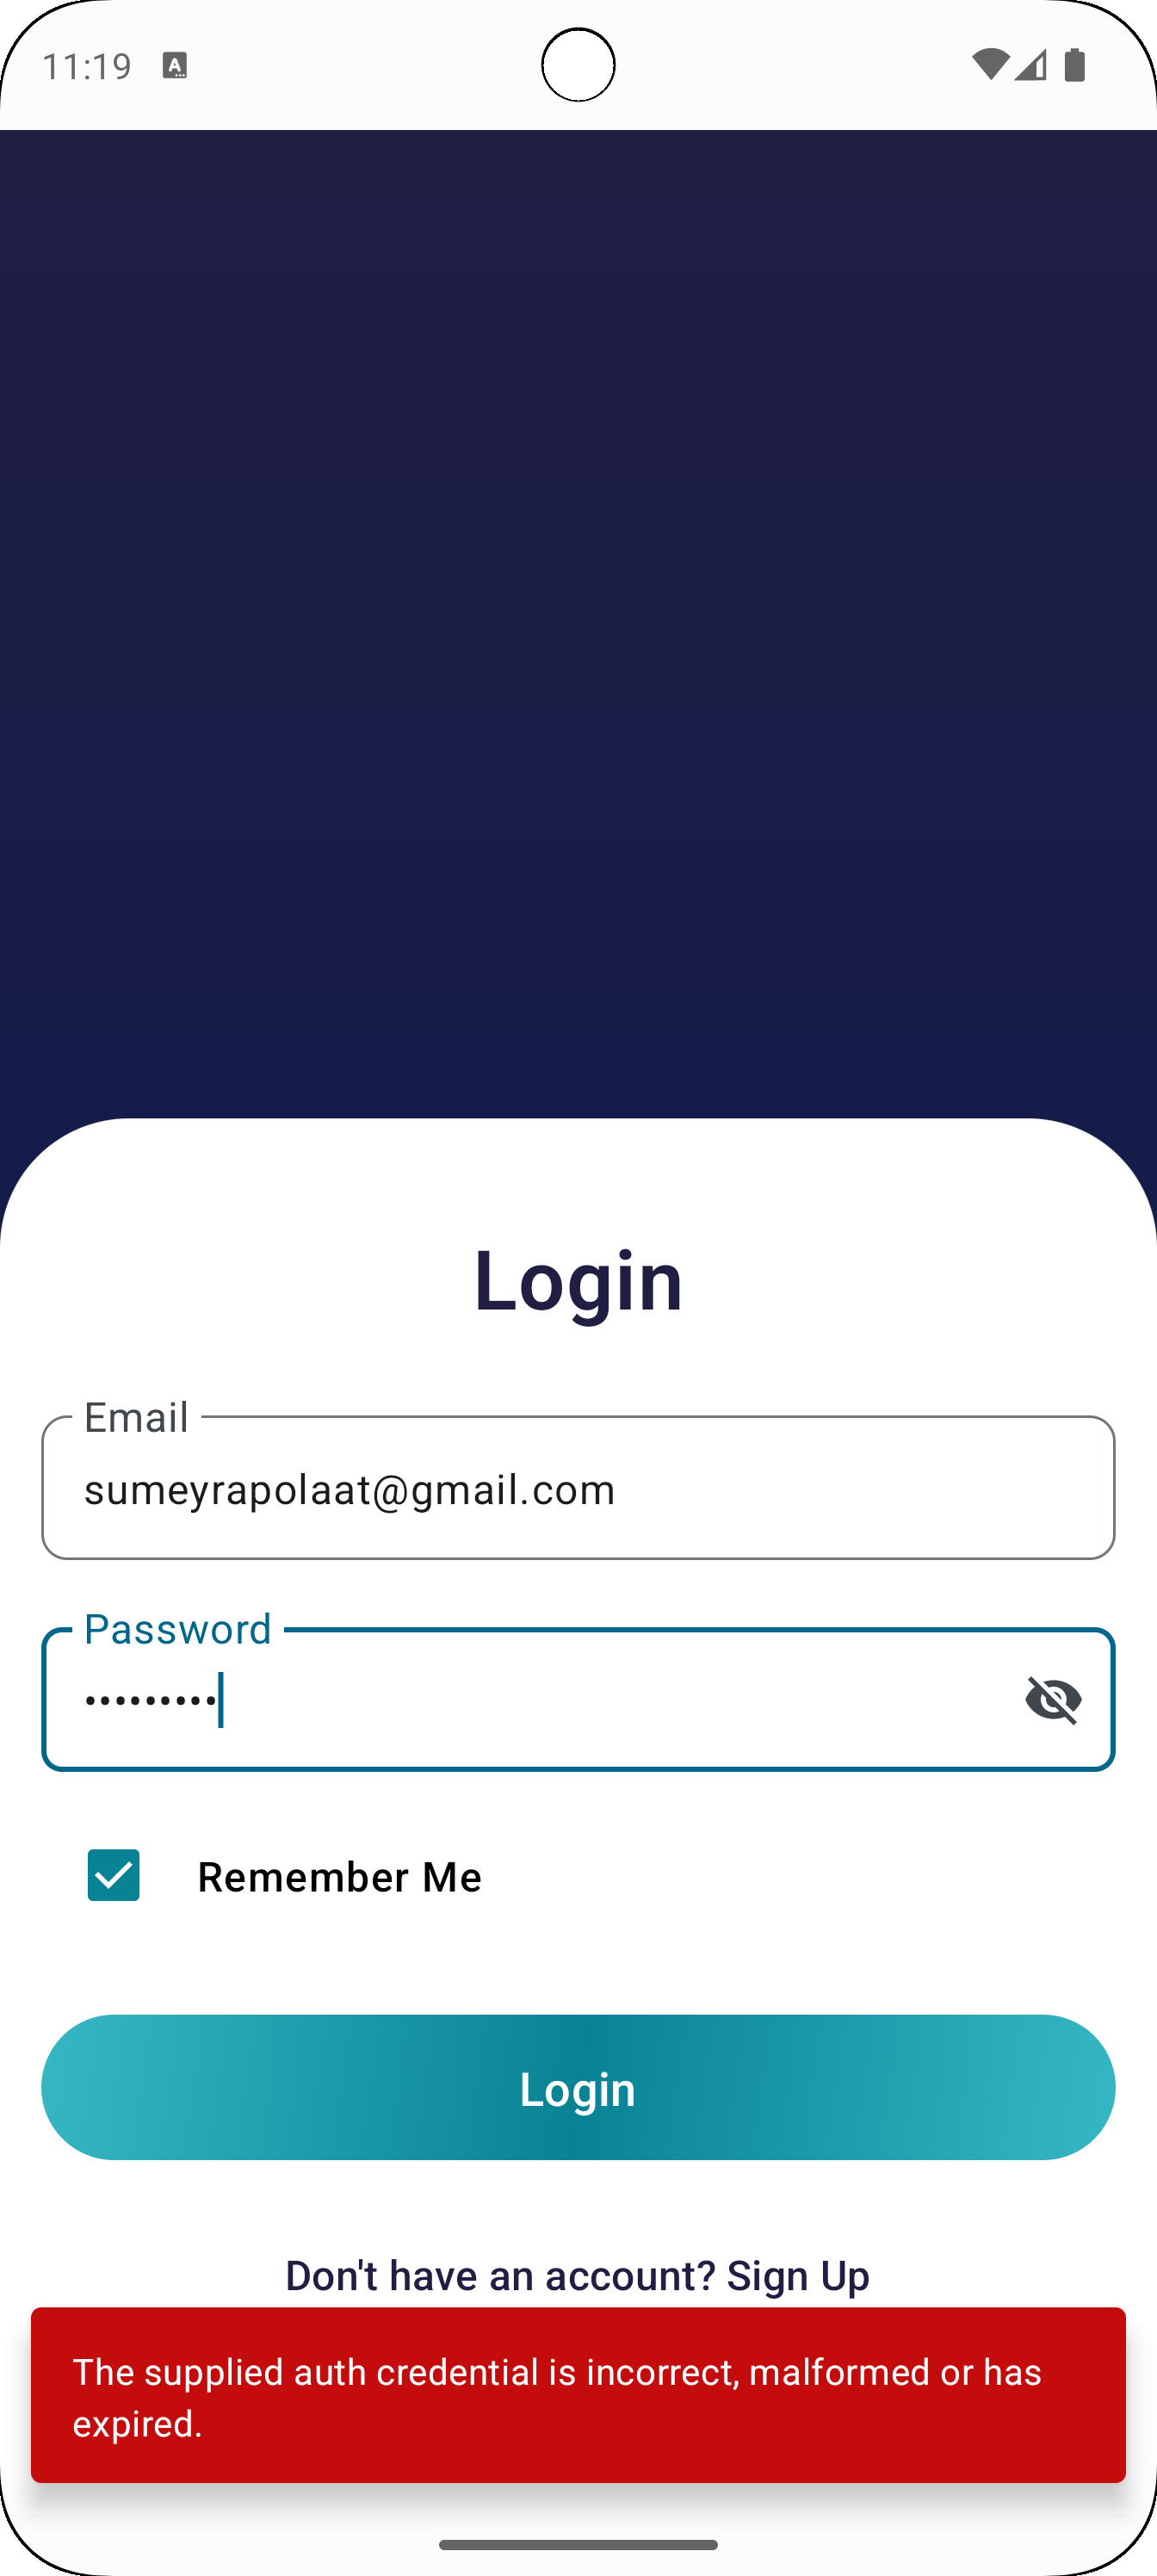 11:19
Login
Email
sumeyrapolaat@gmail.com
Password
•••••••••
Remember Me
Login
Don't have an account? Sign Up
The supplied auth credential is incorrect, malformed or has
expired.